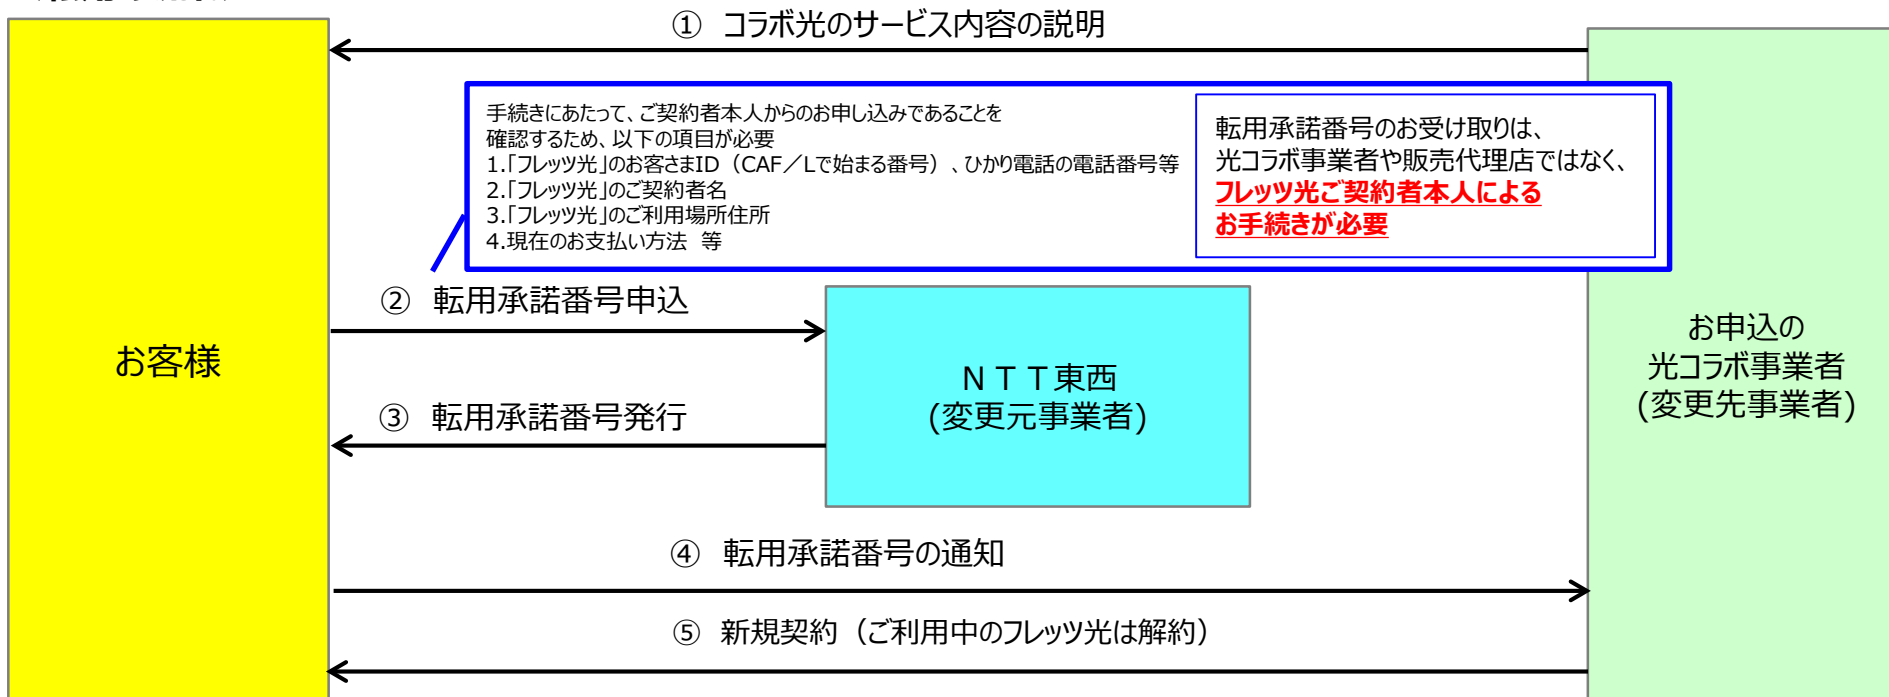 ① コラボ光のサービス内容の説明
手続きにあたって、ご契約者本人からのお申し込みであることを
確認するため、以下の項目が必要
1.「フレッツ光」のお客さまID（CAF／Lで始まる番号）、ひかり電話の電話番号等
2.「フレッツ光」のご契約者名
3.「フレッツ光」のご利用場所住所
4.現在のお支払い方法 等
転用承諾番号のお受け取りは、
光コラボ事業者や販売代理店ではなく、
フレッツ光ご契約者本人による
お手続きが必要
② 転用承諾番号申込
お客様
ＮＴＴ東西
(変更元事業者)
お申込の
光コラボ事業者
(変更先事業者)
③ 転用承諾番号発行
④ 転用承諾番号の通知
⑤ 新規契約（ご利用中のフレッツ光は解約）